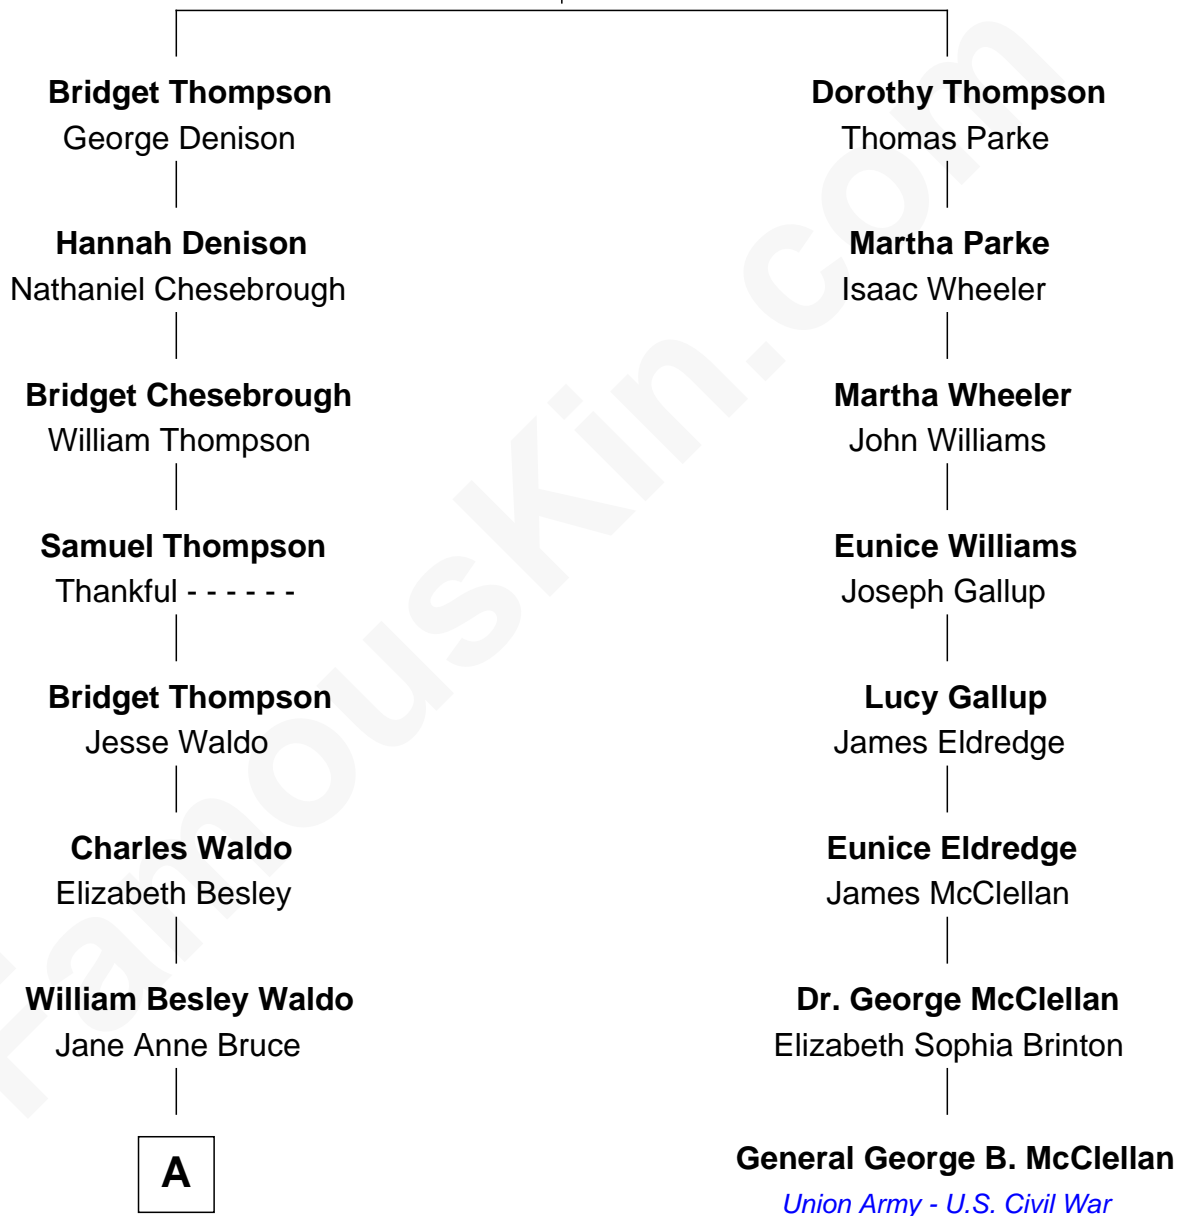 Bridget Thompson
George Denison
Hannah Denison
Nathaniel Chesebrough
Bridget Chesebrough
William Thompson
Samuel Thompson
Thankful - - - - - -
Bridget Thompson
Jesse Waldo
Charles Waldo
Elizabeth Besley
William Besley Waldo
Jane Anne Bruce
A
Dorothy Thompson
Thomas Parke
Martha Parke
Isaac Wheeler
Martha Wheeler
John Williams
Eunice Williams
Joseph Gallup
Lucy Gallup
James Eldredge
Eunice Eldredge
James McClellan
Dr. George McClellan
Elizabeth Sophia Brinton
General George B. McClellan
Union Army - U.S. Civil War
FamousKin.com